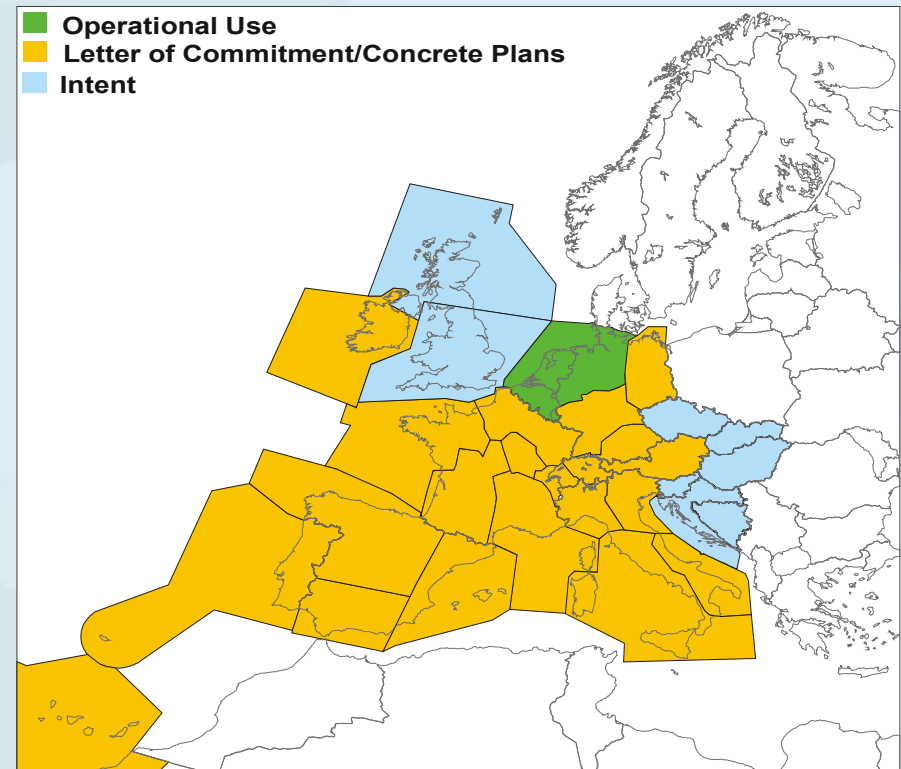 Operational Use
Letter of Commitment/Concrete Plans
Intent